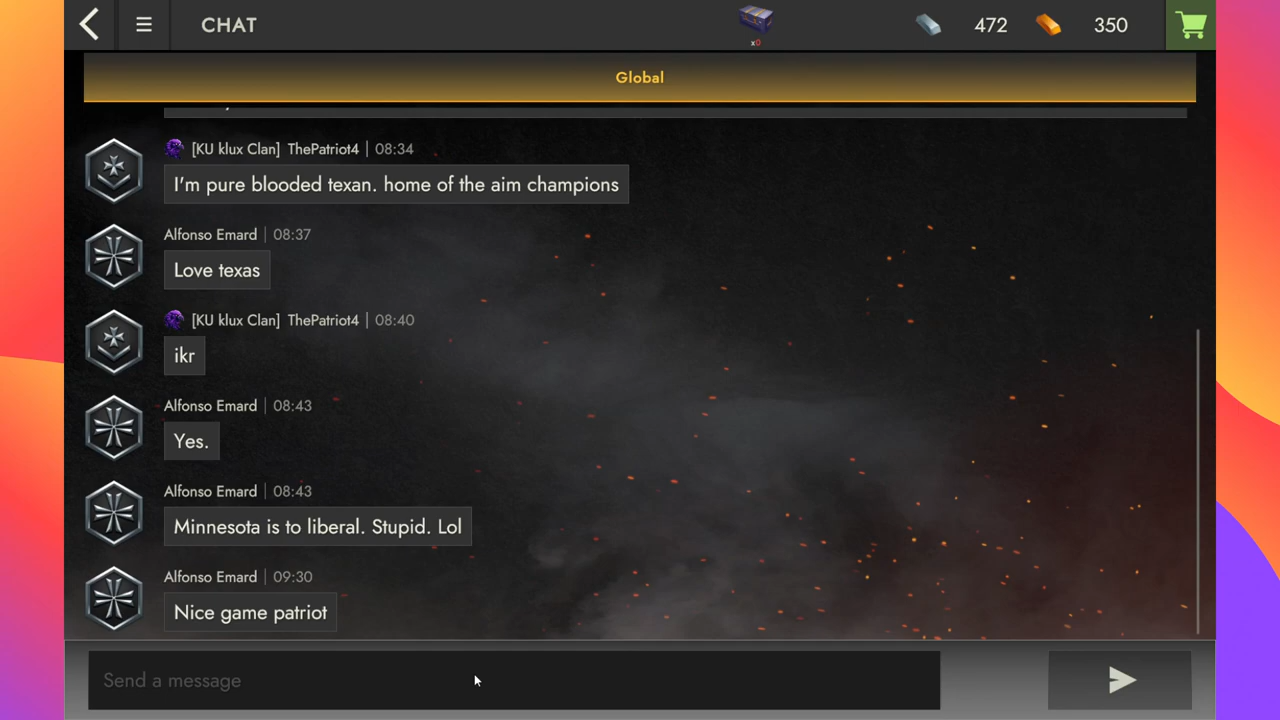 CHAT
x0
472
350
Global
[KU klux Clan] ThePatriot4 | 08:34
I'm pure blooded texan. home of the aim champions
Alfonso Emard | 08:37
Love texas
[KU klux Clan] ThePatriot4 | 08:40
ikr
Alfonso Emard | 08:43
Yes.
Alfonso Emard | 08:43
Minnesota is to liberal. Stupid. Lol
Alfonso Emard | 09:30
Nice game patriot
Send a message